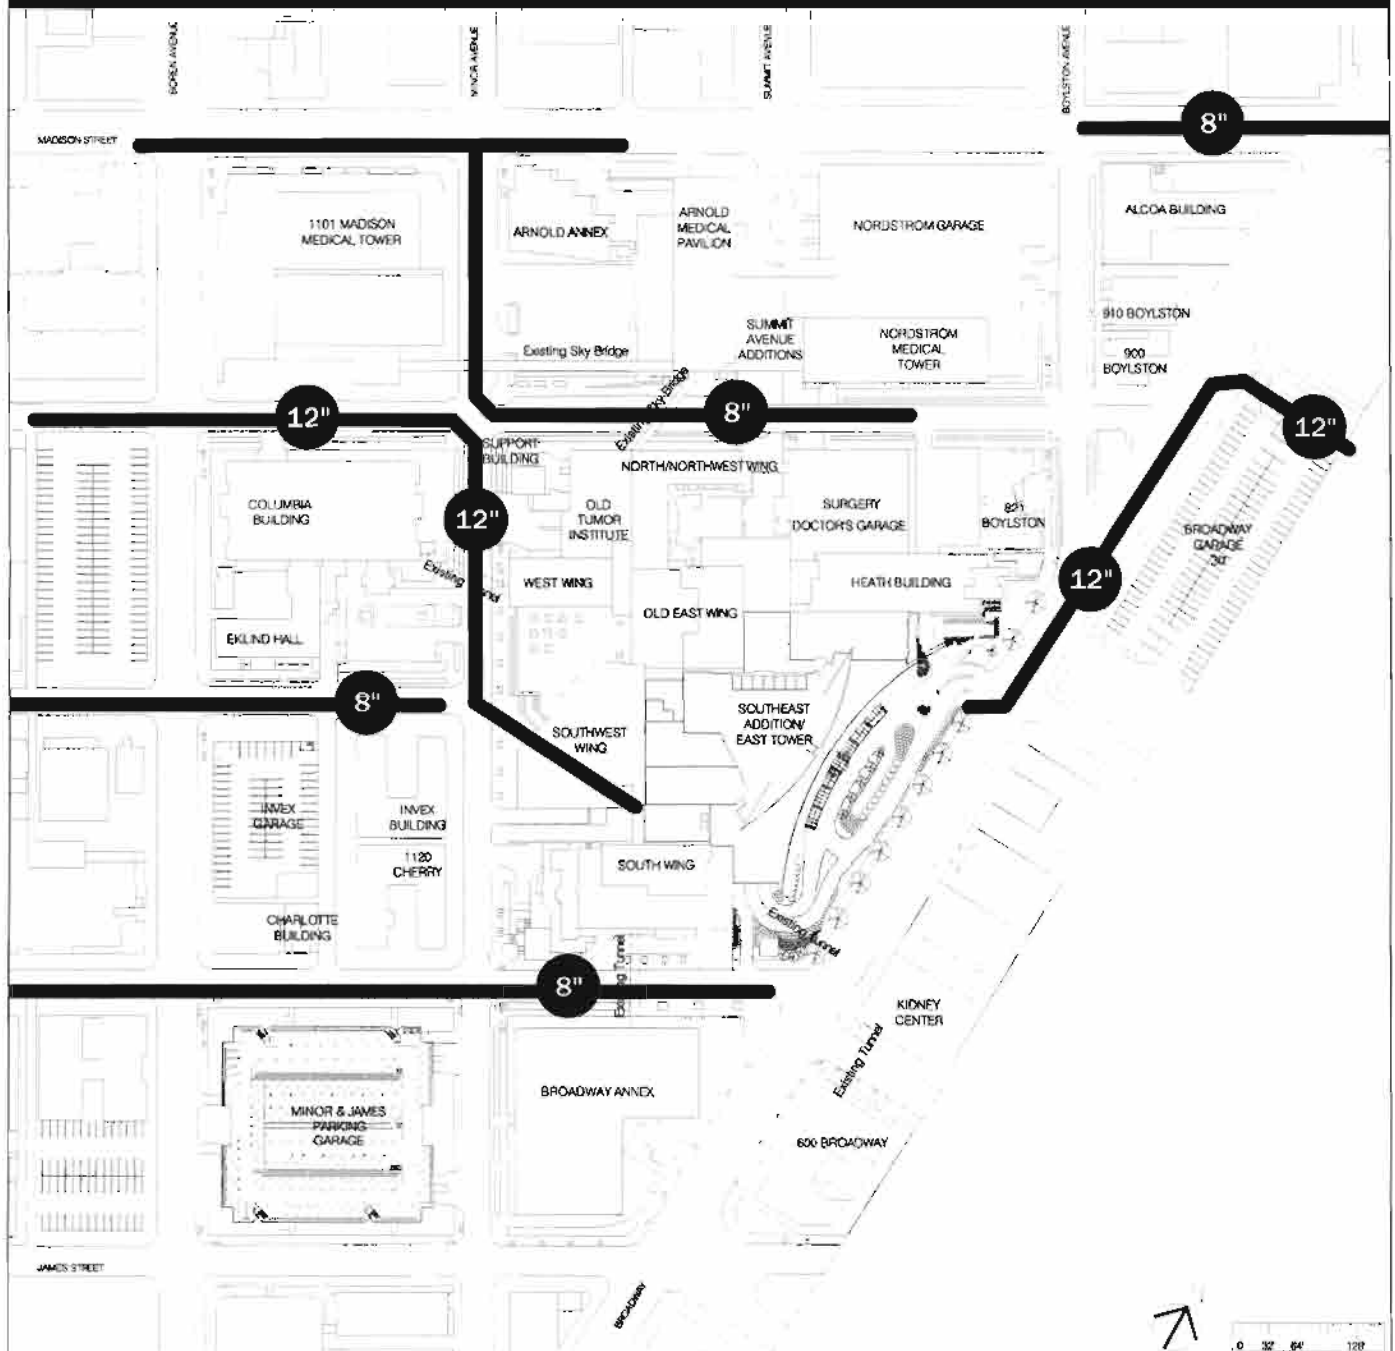 BOREN AVENUE
MINOR AVENUE
SUMMIT AVENUE
BOYLSTON AVENUE
MADISON STREET
8"
1101 MADISON
MEDICAL TOWER
ARNOLD ANNEX
ARNOLD
MEDICAL
PAVILION
NORDSTROM GARAGE
ALCOA BUILDING
Existing Sky Bridge
SUMMIT
AVENUE
ADDITIONS
NORDSTROM
MEDICAL
TOWER
910 BOYLSTON
900
BOYLSTON
Existing Sky Bridge
12"
8"
12"
SUPPORT
BUILDING
NORTH/NORTHWEST WING
COLUMBIA
BUILDING
12"
OLD
TUMOR
INSTITUTE
SURGERY
DOCTOR'S GARAGE
821
BOYLSTON
BROADWAY
GARAGE
Existing
WEST WING
HEATH BUILDING
12"
OLD EAST WING
EKLIND HALL
8"
SOUTHWEST
WING
SOUTHEAST
ADDITION/
EAST TOWER
INVEX
GARAGE
INVEX
BUILDING
1120
CHERRY
SOUTH WING
CHARLOTTE
BUILDING
Existing Tunnel
Existing Tunnel
8"
KIDNEY
CENTER
Existing Tunnel
BROADWAY ANNEX
MINOR & JAMES
PARKING
GARAGE
600 BROADWAY
JAMES STREET
BROADWAY
0 32' 64' 128'